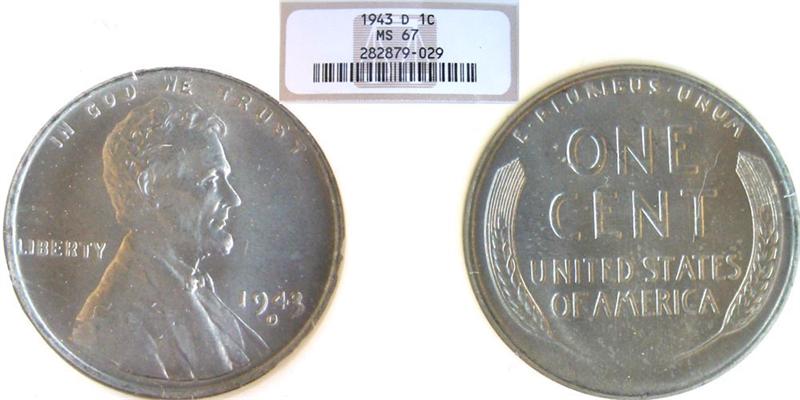 1943 D 1C
MS 67
282879-029
IN GOD WE TRUST
LIBERTY
1943
D
E·PLURIBUS·UNUM
ONE
CENT
UNITED·STATES
OF·AMERICA